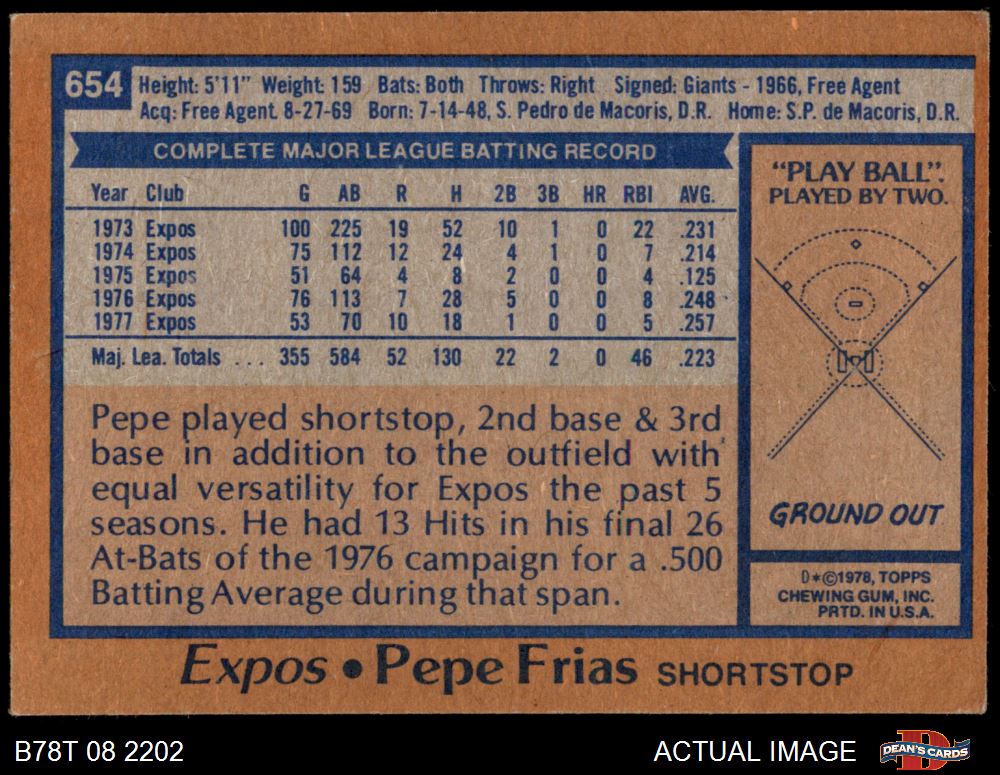 654
Height: 5'11" Weight: 159 Bats: Both Throws: Right Signed: Giants - 1966, Free Agent
Acq: Free Agent. 8-27-69 Born: 7-14-48, S. Pedro de Macoris, D.R. Home: S.P. de Macoris, D.R.
COMPLETE MAJOR LEAGUE BATTING RECORD
Year Club G AB R H 2B 3B HR RBI AVG.
1973 Expos 100 225 19 52 10 1 0 22 .231
1974 Expos 75 112 12 24 4 1 0 7 .214
1975 Expos 51 64 4 8 2 0 0 4 .125
1976 Expos 76 113 7 28 5 0 0 8 .248
1977 Expos 53 70 10 18 1 0 0 5 .257
Maj. Lea. Totals ... 355 584 52 130 22 2 0 46 .223
Pepe played shortstop, 2nd base & 3rd
base in addition to the outfield with
equal versatility for Expos the past 5
seasons. He had 13 Hits in his final 26
At-Bats of the 1976 campaign for a .500
Batting Average during that span.
"PLAY BALL".
PLAYED BY TWO.
GROUND OUT
D*©1978, TOPPS
CHEWING GUM, INC.
PRTD. IN U.S.A.
Expos • Pepe Frias SHORTSTOP
B78T 08 2202
ACTUAL IMAGE
DEAN'S CARDS